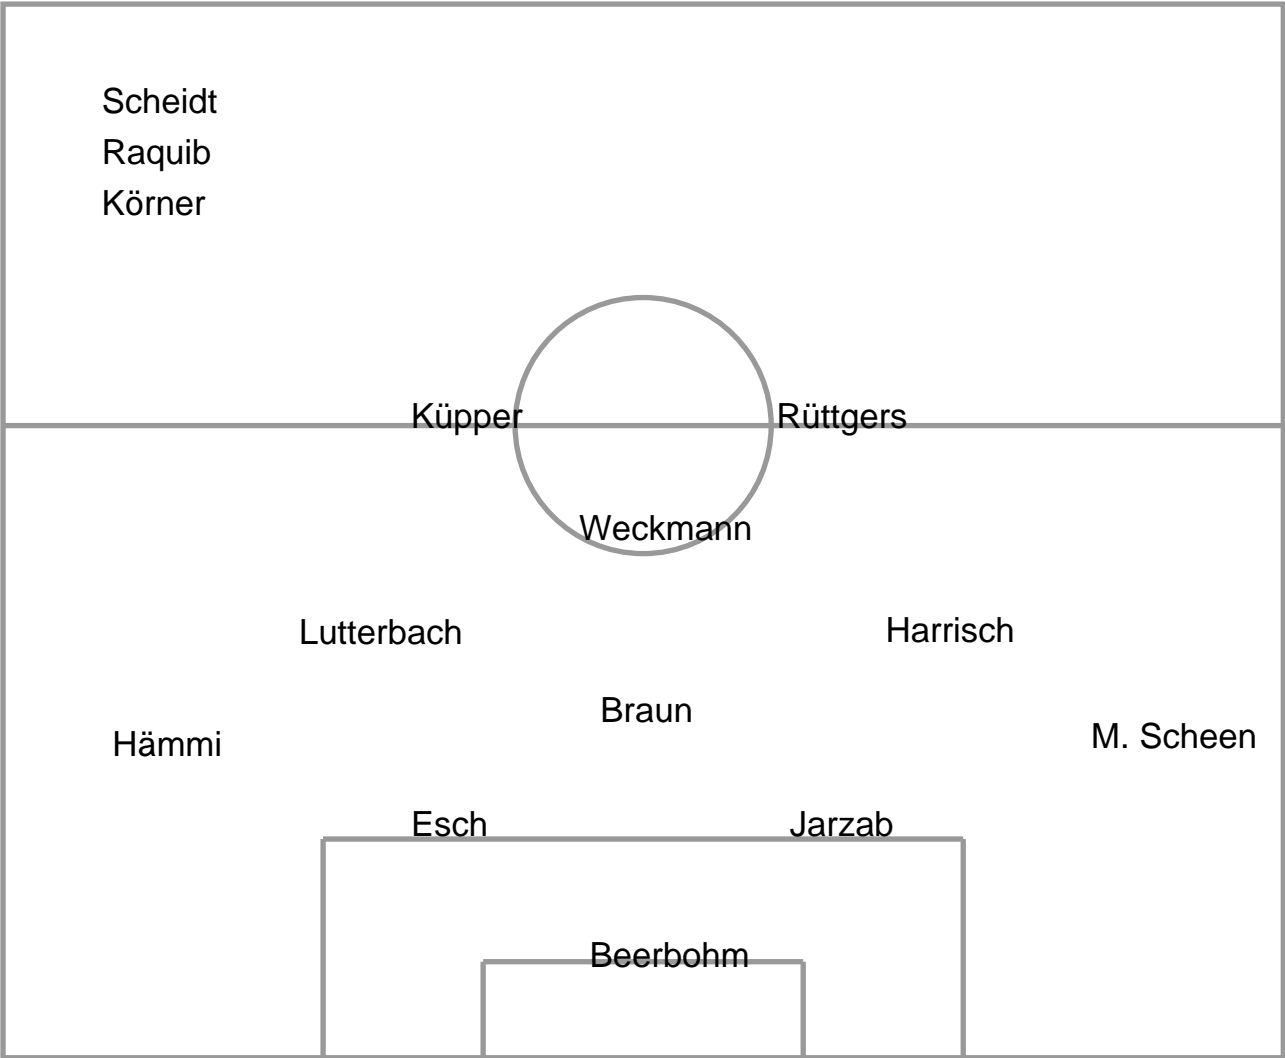 Scheidt
Raquib
Körner
Küpper Rüttgers
Weckmann
Lutterbach Harrisch
Braun
Hämmi M. Scheen
Esch Jarzab
Beerbohm